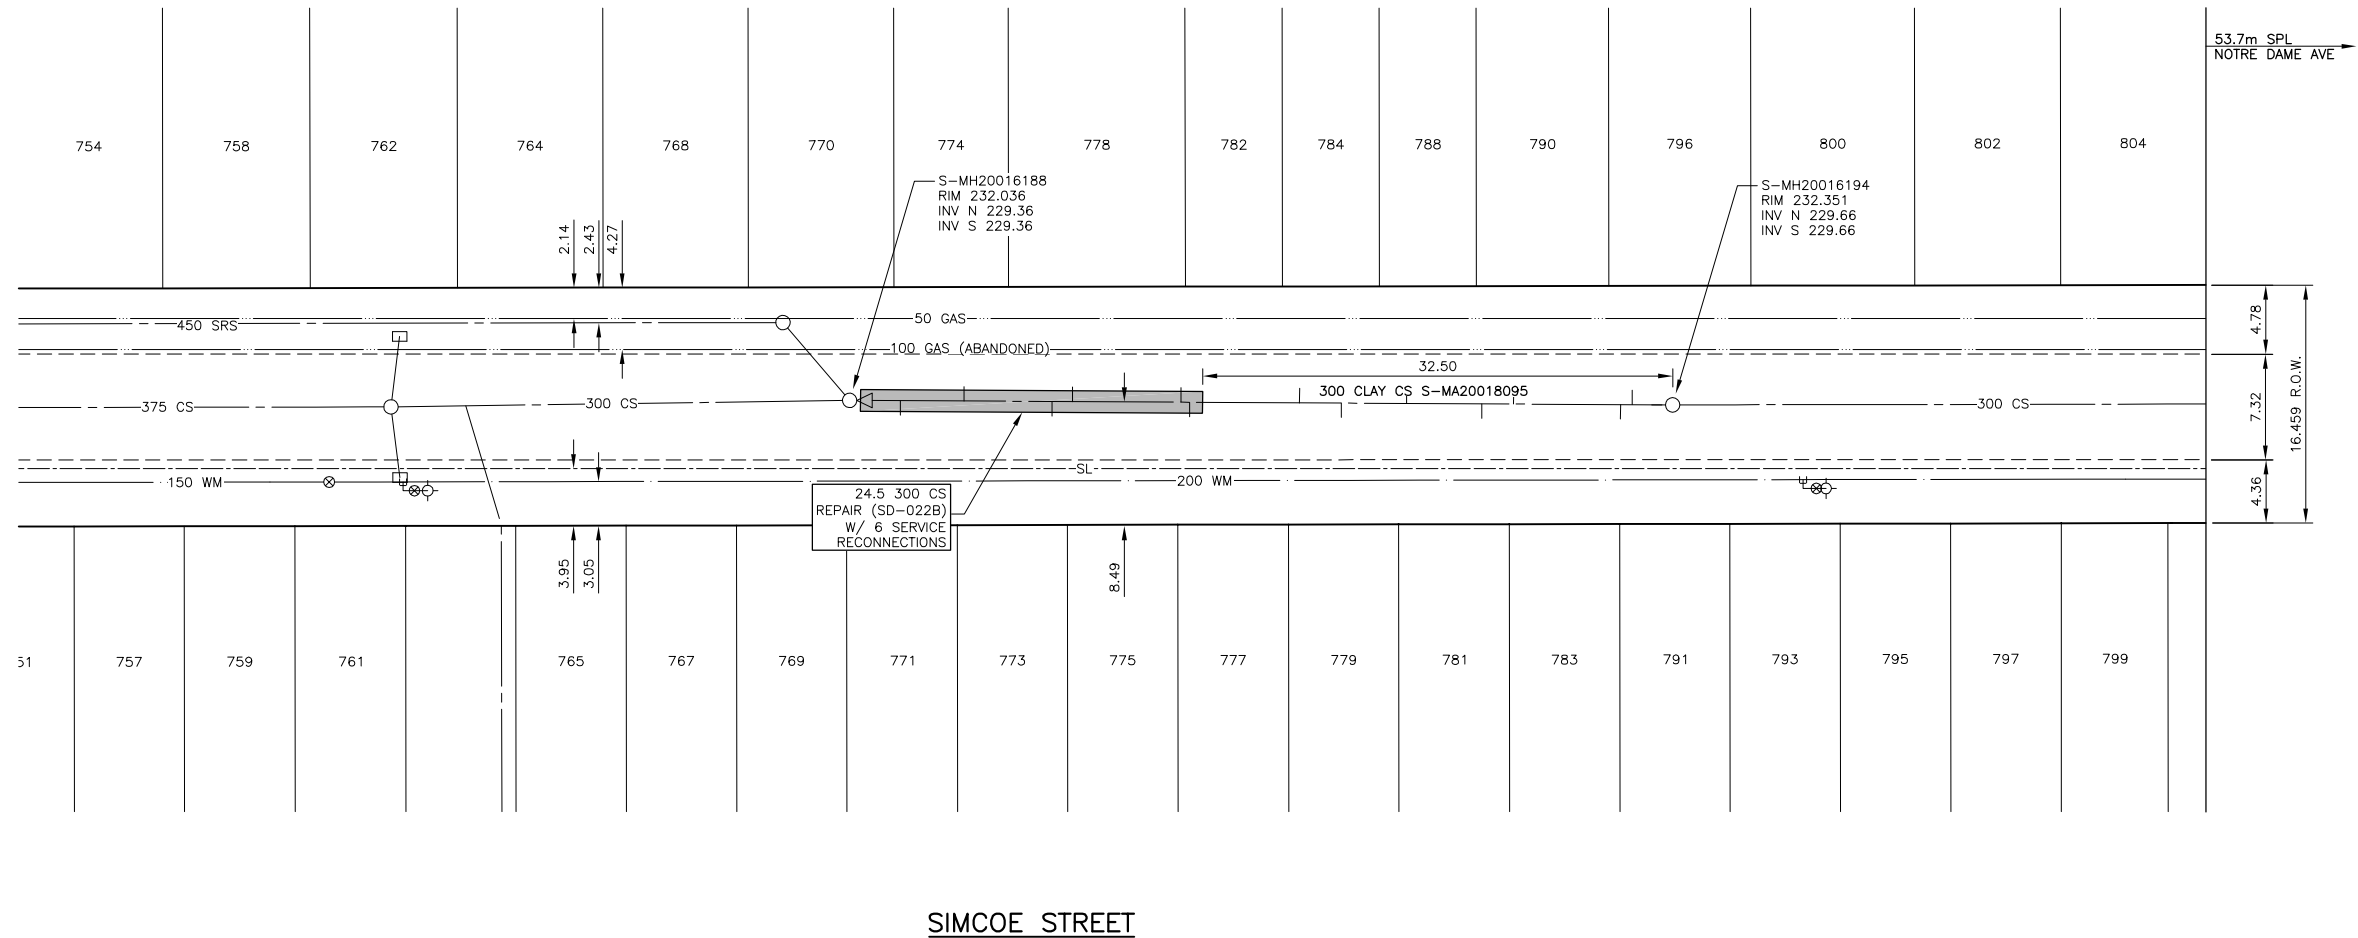 53.7m SPL
NOTRE DAME AVE
754
758
762
764
768
770
774
778
782
784
788
790
796
800
802
804
S-MH20016188
RIM 232.036
INV N 229.36
INV S 229.36
S-MH20016194
RIM 232.351
INV N 229.66
INV S 229.66
2.14
2.43
4.27
450 SRS
50 GAS
100 GAS (ABANDONED)
32.50
300 CLAY CS S-MA20018095
375 CS
300 CS
300 CS
4.78
7.32
4.36
16.459 R.O.W.
SL
150 WM
200 WM
24.5 300 CS
REPAIR (SD-022B)
W/ 6 SERVICE
RECONNECTIONS
3.95
3.05
8.49
51
757
759
761
765
767
769
771
773
775
777
779
781
783
791
793
795
797
799
SIMCOE STREET